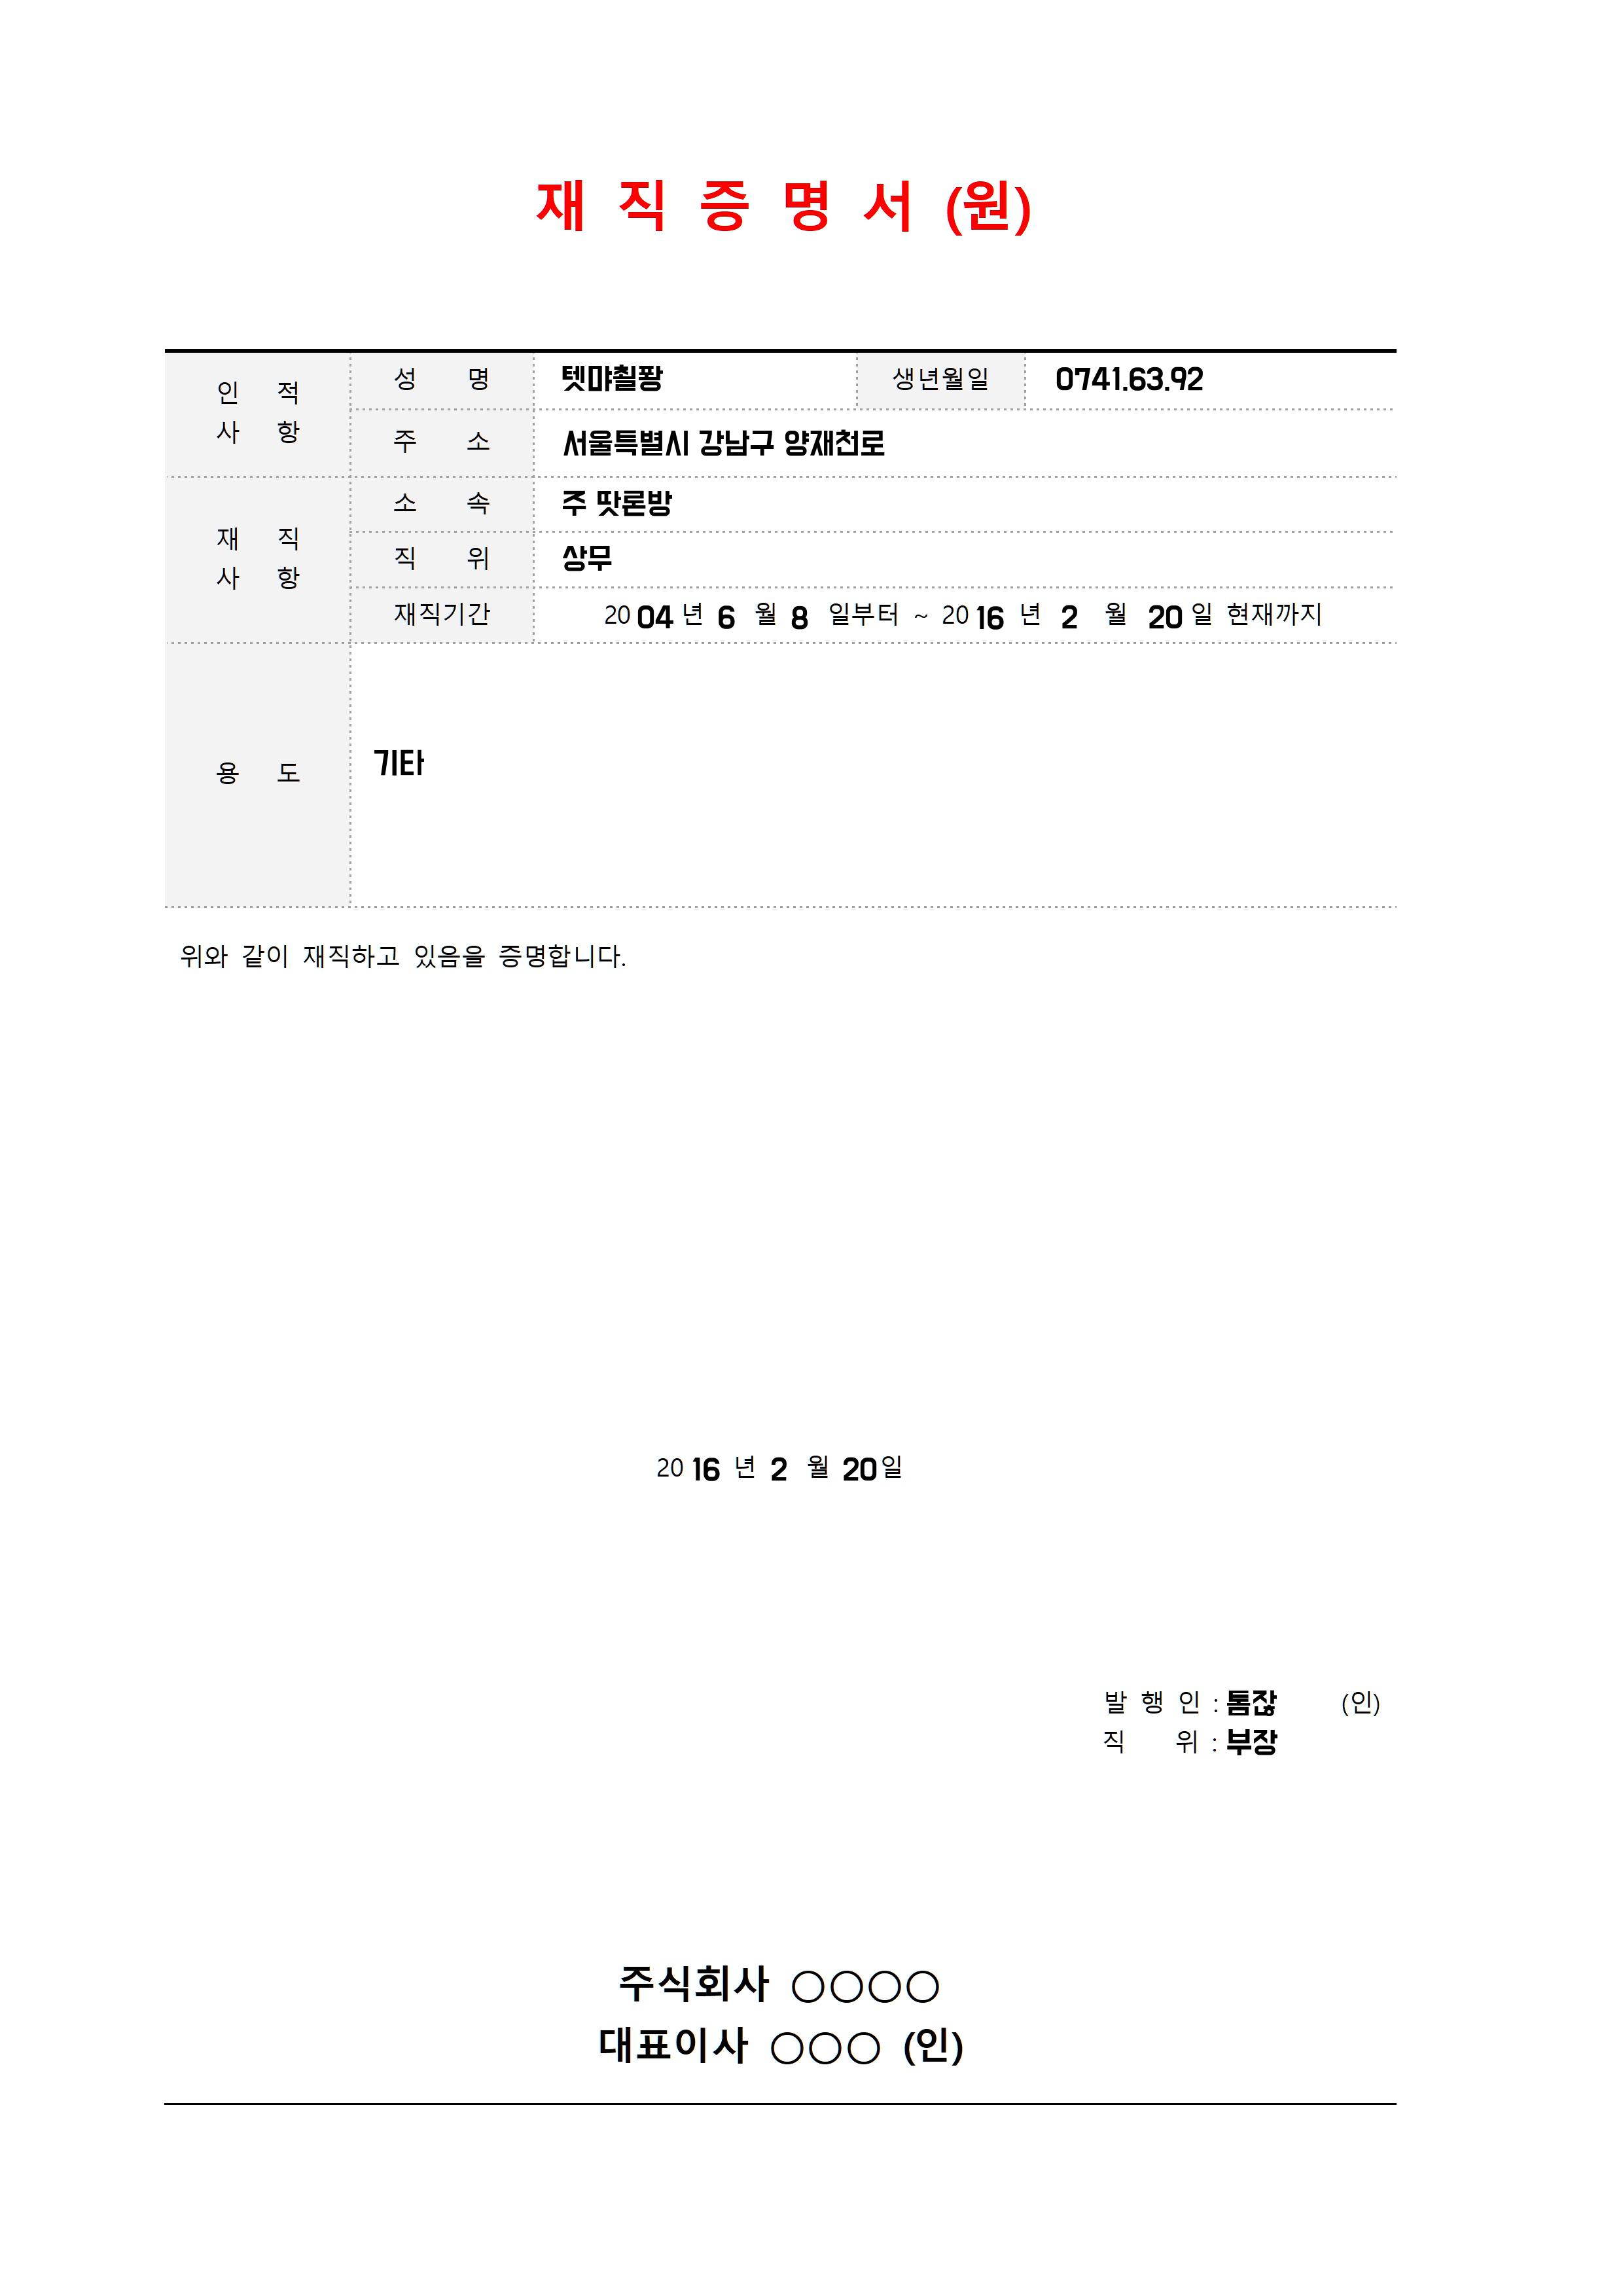 재 직 증 명 서 (원)
인 적 사 항
성 명 텟먀췰퐝 생년월일 0741.63.92
주 소 서울특별시 강남구 양재천로
재 직 사 항
소 속 주 땃론방
직 위 상무
재직기간 2004 년 6 월 8 일부터 ~ 2016 년 2 월 20일 현재까지
용 도 기타
위와 같이 재직하고 있음을 증명합니다.
2016 년 2 월 20일
발 행 인 : 톰잖 (인)
직 위 : 부장
주식회사 ○○○○
대표이사 ○○○ (인)